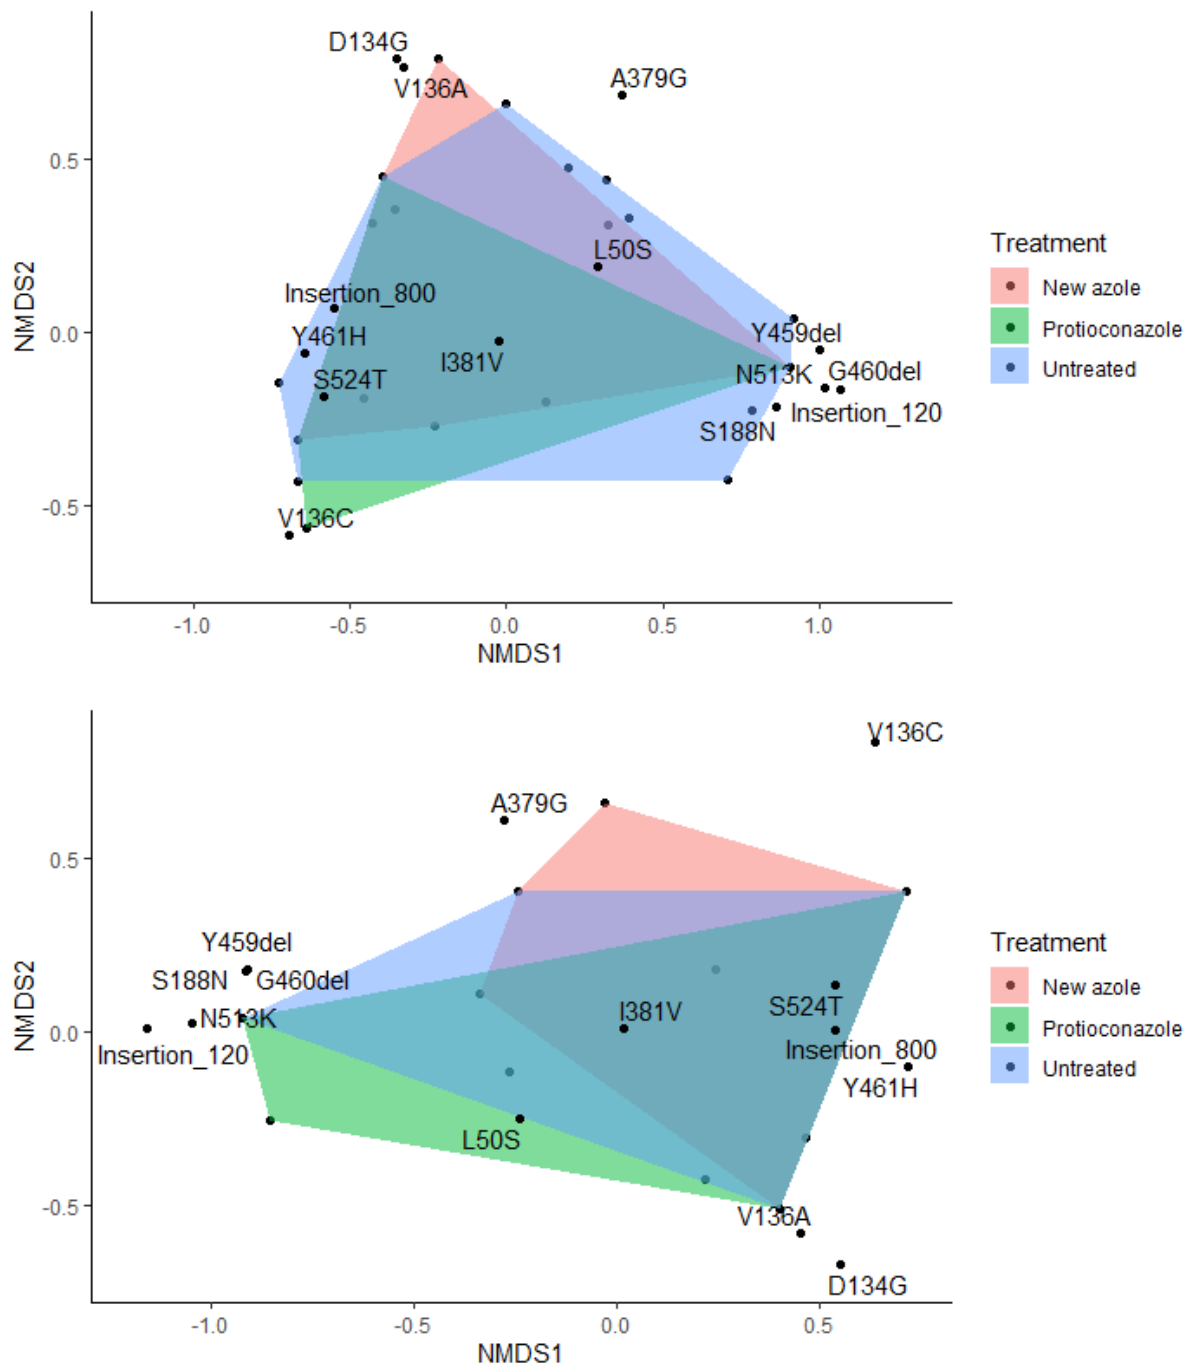 D134G
A379G
V136A
0.5
L50S
Treatment
New azole
Insertion_800
Protioconazole
NMDS2
0.0
Y461H
Y459del
Untreated
I381V
S524T
N513K
G460del
Insertion_120
S188N
-0.5
V136C
-1.0 -0.5 0.0 0.5 1.0
NMDS1
V136C
A379G
0.5
Y459del
Treatment
S188N G460del
New azole
NMDS2
0.0
N513K
I381V
S524T
Protioconazole
Insertion_120
Insertion_800
Untreated
Y461H
L50S
-0.5
V136A
D134G
-1.0 -0.5 0.0 0.5
NMDS1